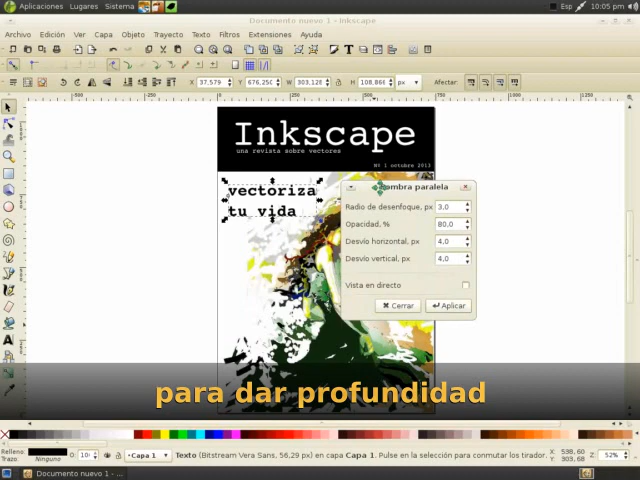 Aplicaciones Lugares Sistema Esp 10:05 pm
Documento nuevo 1 - Inkscape
Archivo Edición Ver Capa Objeto Trayecto Texto Filtros Extensiones Ayuda
X 37,579 Y 676,250 W 303,128 H 108,868 px Afectar:
Inkscape
una revista sobre vectores
Nº 1 octubre 2013
vectoriza
tu vida
Sombra paralela
Radio de desenfoque, px 3,0
Opacidad, % 80,0
Desvío horizontal, px 4,0
Desvío vertical, px 4,0
Vista en directo
Cerrar Aplicar
para dar profundidad
Relleno: O: Capa 1 Texto (Bitstream Vera Sans, 56,29 px) en capa Capa 1. Pulse en la selección para conmutar los tirador. X: 538,60 Z: 52%
Trazo: Ninguno Y: 303,68
Documento nuevo 1 - ...